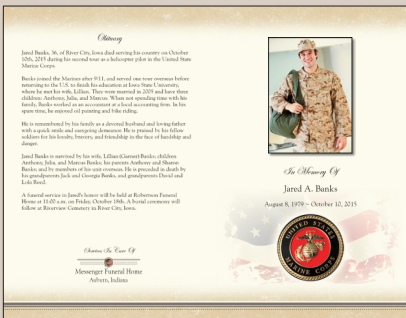 Obituary
Jared Banks, 36, of River City, Iowa died serving his country on October
10th, 2015 during his second tour as a helicopter pilot in the United State
Marine Corps.
Banks joined the Marines after 9/11, and served one tour overseas before
returning to the U.S. to finish his education at Iowa State University,
where he met his wife, Lillian. They were married in 2005 and have three
children: Anthony, Julia, and Marcus. When not spending time with his
family, Banks worked as an accountant at a local accounting firm. In his
spare time, he enjoyed oil painting and bike riding.
He is remembered by his family as a devoted husband and loving father
with a quick smile and easygoing demeanor. He is praised by his fellow
soldiers for his loyalty, bravery, and friendship in the face of hardship and
danger.
Jared Banks is survived by his wife, Lillian Banks; children
Anthony, Julia, and Marcus Banks; his parents Anthony and Sharon
Banks; and by members of his unit overseas. He is preceded in death by
his grandparents Jack and Georgia Banks, and grandparents David and
Lola Reed.
A funeral service in Jared's honor will be held at Robertson Funeral
Home at 11:00 a.m. on Friday, October 18th. A burial ceremony will
follow at Riverview Cemetery in River City, Iowa.
Service In Care Of
Messenger Funeral Home
Auburn, Indiana
In Memory Of
Jared A. Banks
August 8, 1979 ~ October 10, 2015
UNITED STATES
MARINE CORPS